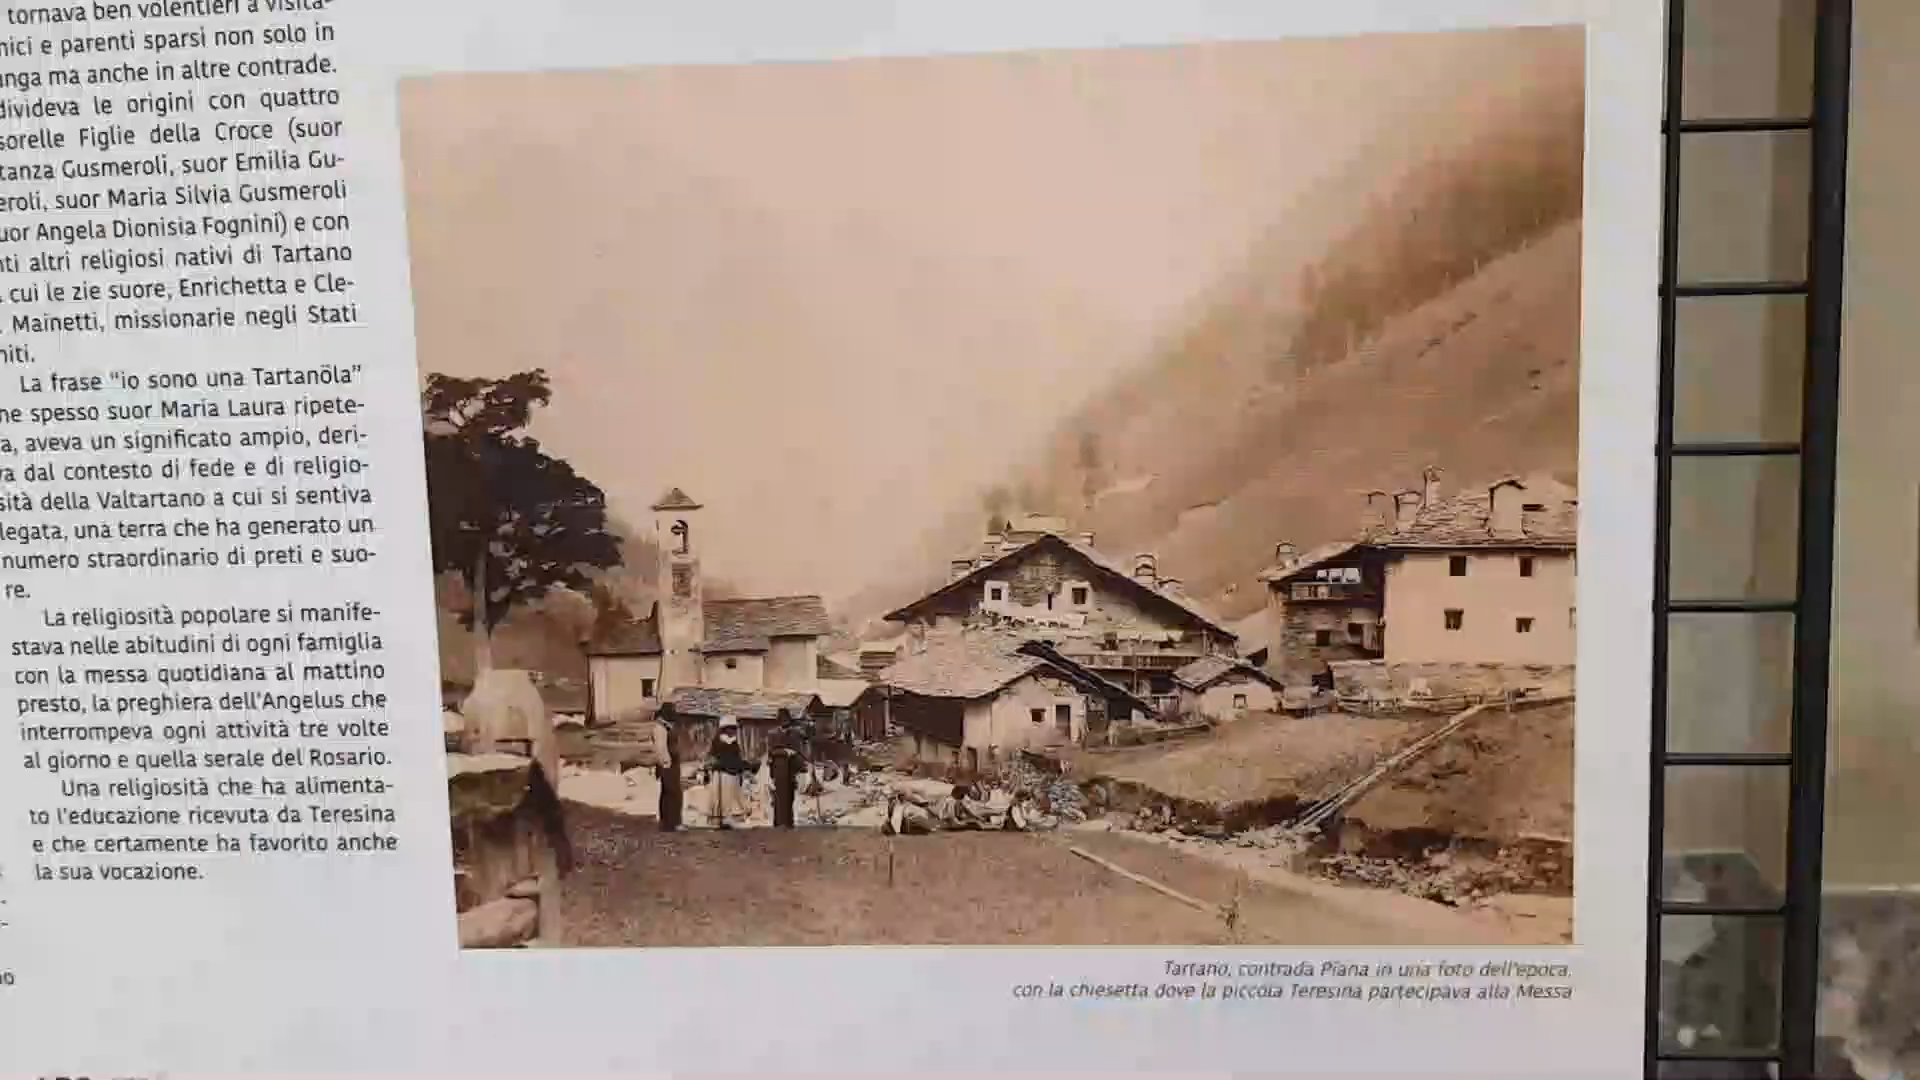 tornava ben volentieri a visita-
nici e parenti sparsi non solo in
nga ma anche in altre contrade.
divideva le origini con quattro
sorelle Figlie della Croce (suor
tanza Gusmeroli, suor Emilia Gu-
eroli, suor Maria Silvia Gusmeroli
uor Angela Dionisia Fognini) e con
nti altri religiosi nativi di Tartano
cui le zie suore, Enrichetta e Cle-
Mainetti, missionarie negli Stati
niti.
La frase “io sono una Tartanöla”
he spesso suor Maria Laura ripete-
a, aveva un significato ampio, deri-
va dal contesto di fede e di religio-
sità della Valtartano a cui si sentiva
legata, una terra che ha generato un
numero straordinario di preti e suo-
re.
La religiosità popolare si manife-
stava nelle abitudini di ogni famiglia
con la messa quotidiana al mattino
presto, la preghiera dell'Angelus che
interrompeva ogni attività tre volte
al giorno e quella serale del Rosario.
Una religiosità che ha alimenta-
to l'educazione ricevuta da Teresina
e che certamente ha favorito anche
la sua vocazione.
Tartano, contrada Piana in una foto dell'epoca,
con la chiesetta dove la piccola Teresina partecipava alla Messa